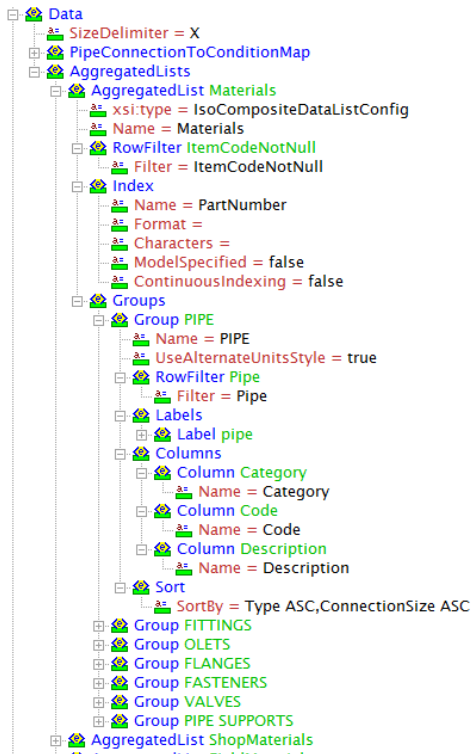 Data
SizeDelimiter = X
PipeConnectionToConditionMap
AggregatedLists
AggregatedList Materials
xsi:type = IsoCompositeDataListConfig
Name = Materials
RowFilter ItemCodeNotNull
Filter = ItemCodeNotNull
Index
Name = PartNumber
Format =
Characters =
ModelSpecified = false
ContinuousIndexing = false
Groups
Group PIPE
Name = PIPE
UseAlternateUnitsStyle = true
RowFilter Pipe
Filter = Pipe
Labels
Label pipe
Columns
Column Category
Name = Category
Column Code
Name = Code
Column Description
Name = Description
Sort
SortBy = Type ASC,ConnectionSize ASC
Group FITTINGS
Group OLETS
Group FLANGES
Group FASTENERS
Group VALVES
Group PIPE SUPPORTS
AggregatedList ShopMaterials